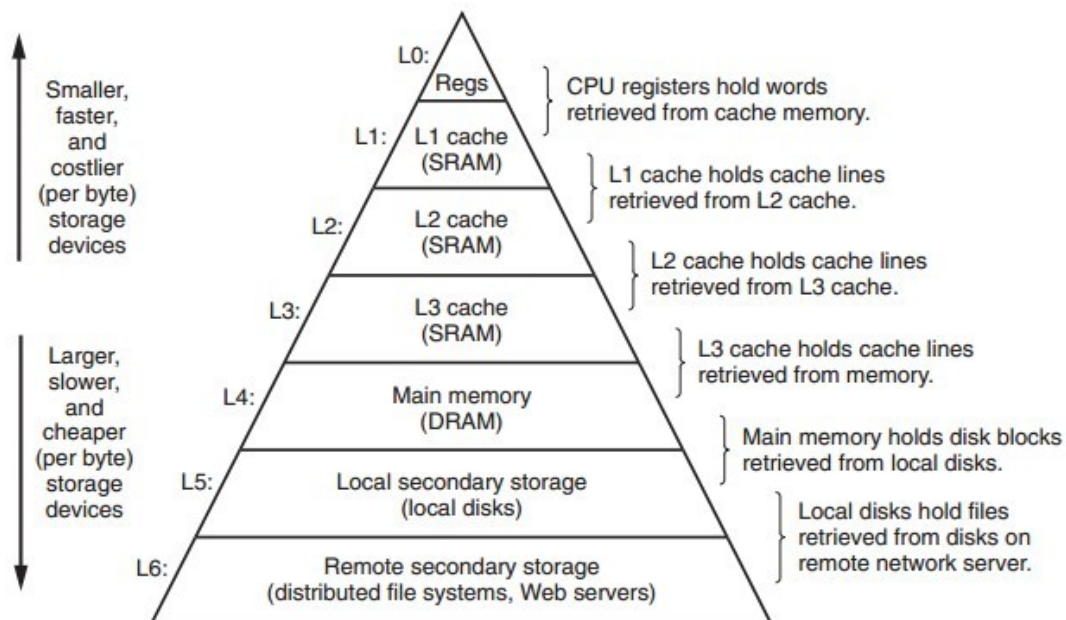 L0:
Regs
Smaller,
faster,
and
costlier
(per byte)
storage
devices
CPU registers hold words
retrieved from cache memory.
L1:
L1 cache
(SRAM)
L1 cache holds cache lines
retrieved from L2 cache.
L2:
L2 cache
(SRAM)
L2 cache holds cache lines
retrieved from L3 cache.
L3:
L3 cache
(SRAM)
L3 cache holds cache lines
retrieved from memory.
Larger,
slower,
and
cheaper
(per byte)
storage
devices
L4:
Main memory
(DRAM)
Main memory holds disk blocks
retrieved from local disks.
L5:
Local secondary storage
(local disks)
Local disks hold files
retrieved from disks on
remote network server.
L6:
Remote secondary storage
(distributed file systems, Web servers)